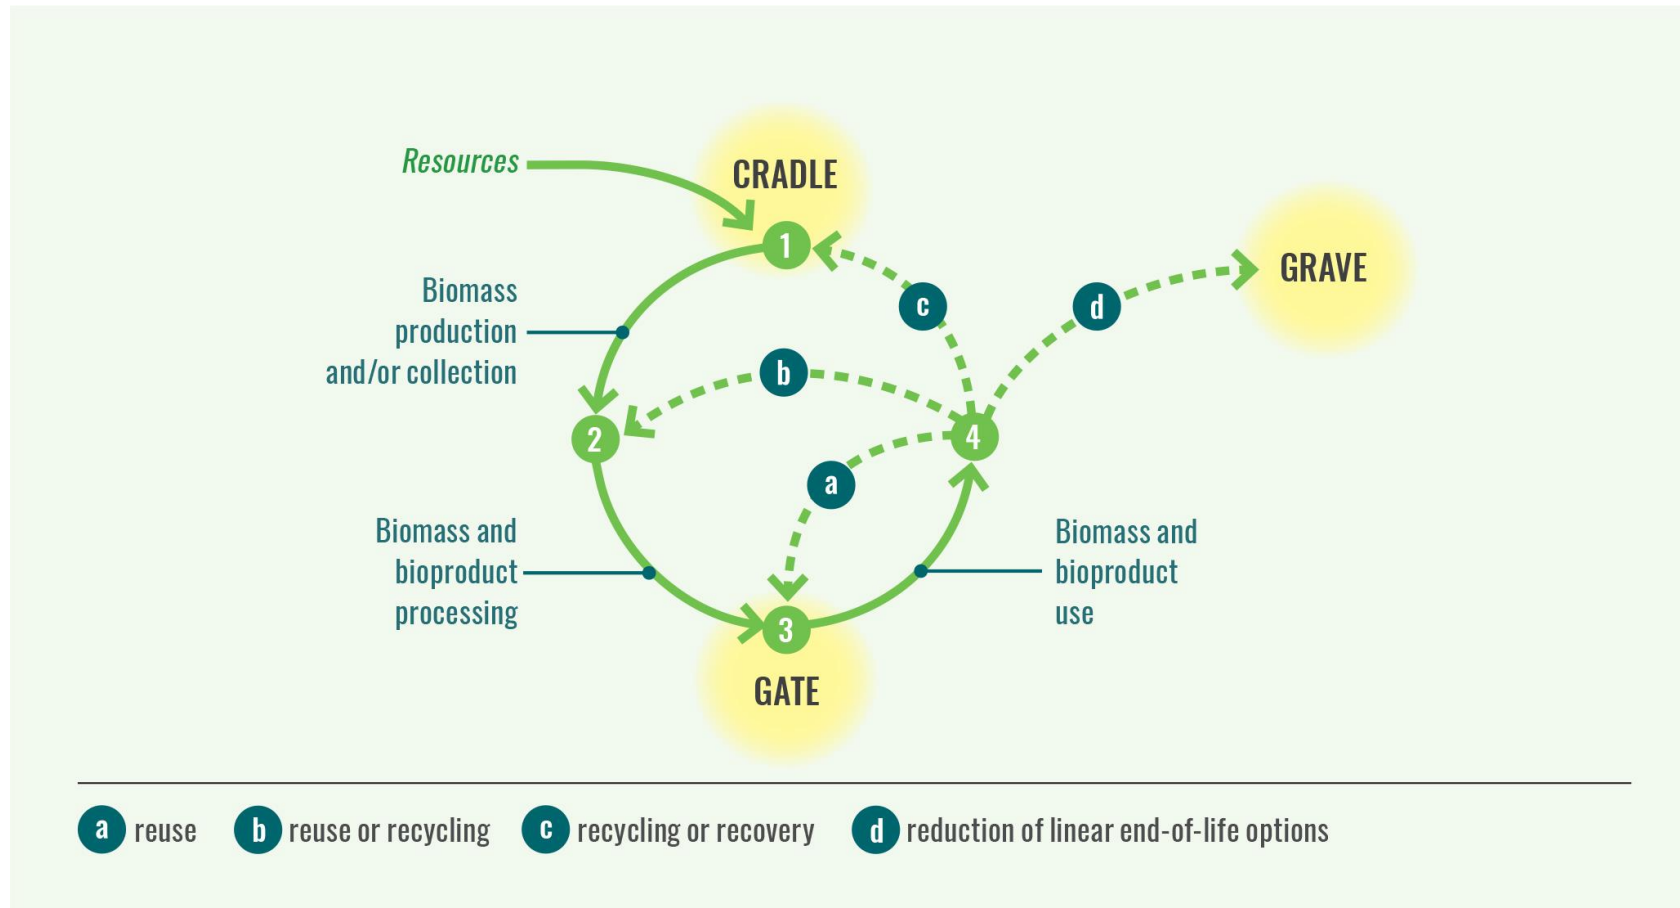 CRADLE
Resources
1
GRAVE
Biomass
production
and/or collection
c
d
b
2
4
a
Biomass and
bioproduct
processing
Biomass and
bioproduct
use
3
GATE
a reuse
b reuse or recycling
c recycling or recovery
d reduction of linear end-of-life options